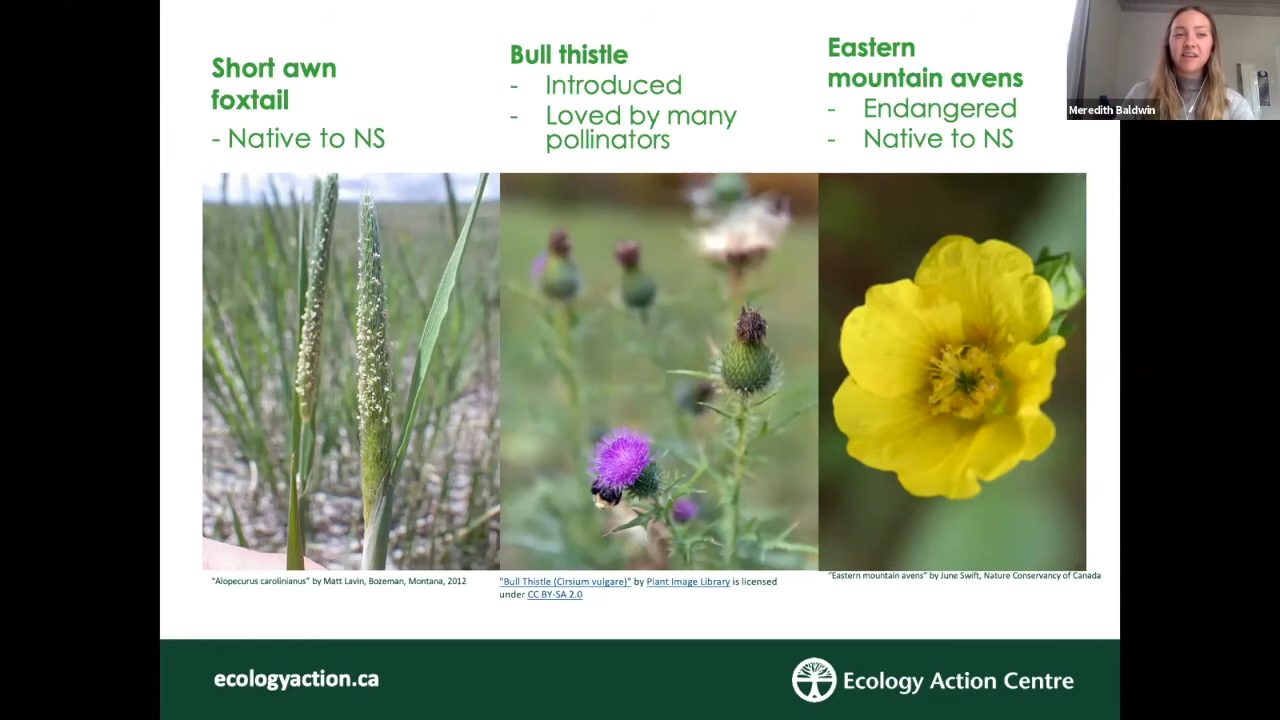 Short awn
foxtail
- Native to NS
Bull thistle
- Introduced
- Loved by many
pollinators
Eastern
mountain avens
- Endangered
- Native to NS
Meredith Baldwin
"Alopecurus carolinianus" by Matt Lavin, Bozeman, Montana, 2012
"Bull Thistle (Cirsium vulgare)" by Plant Image Library is licensed
under CC BY-SA 2.0
"Eastern mountain avens" by June Swift, Nature Conservancy of Canada
ecologyaction.ca
Ecology Action Centre